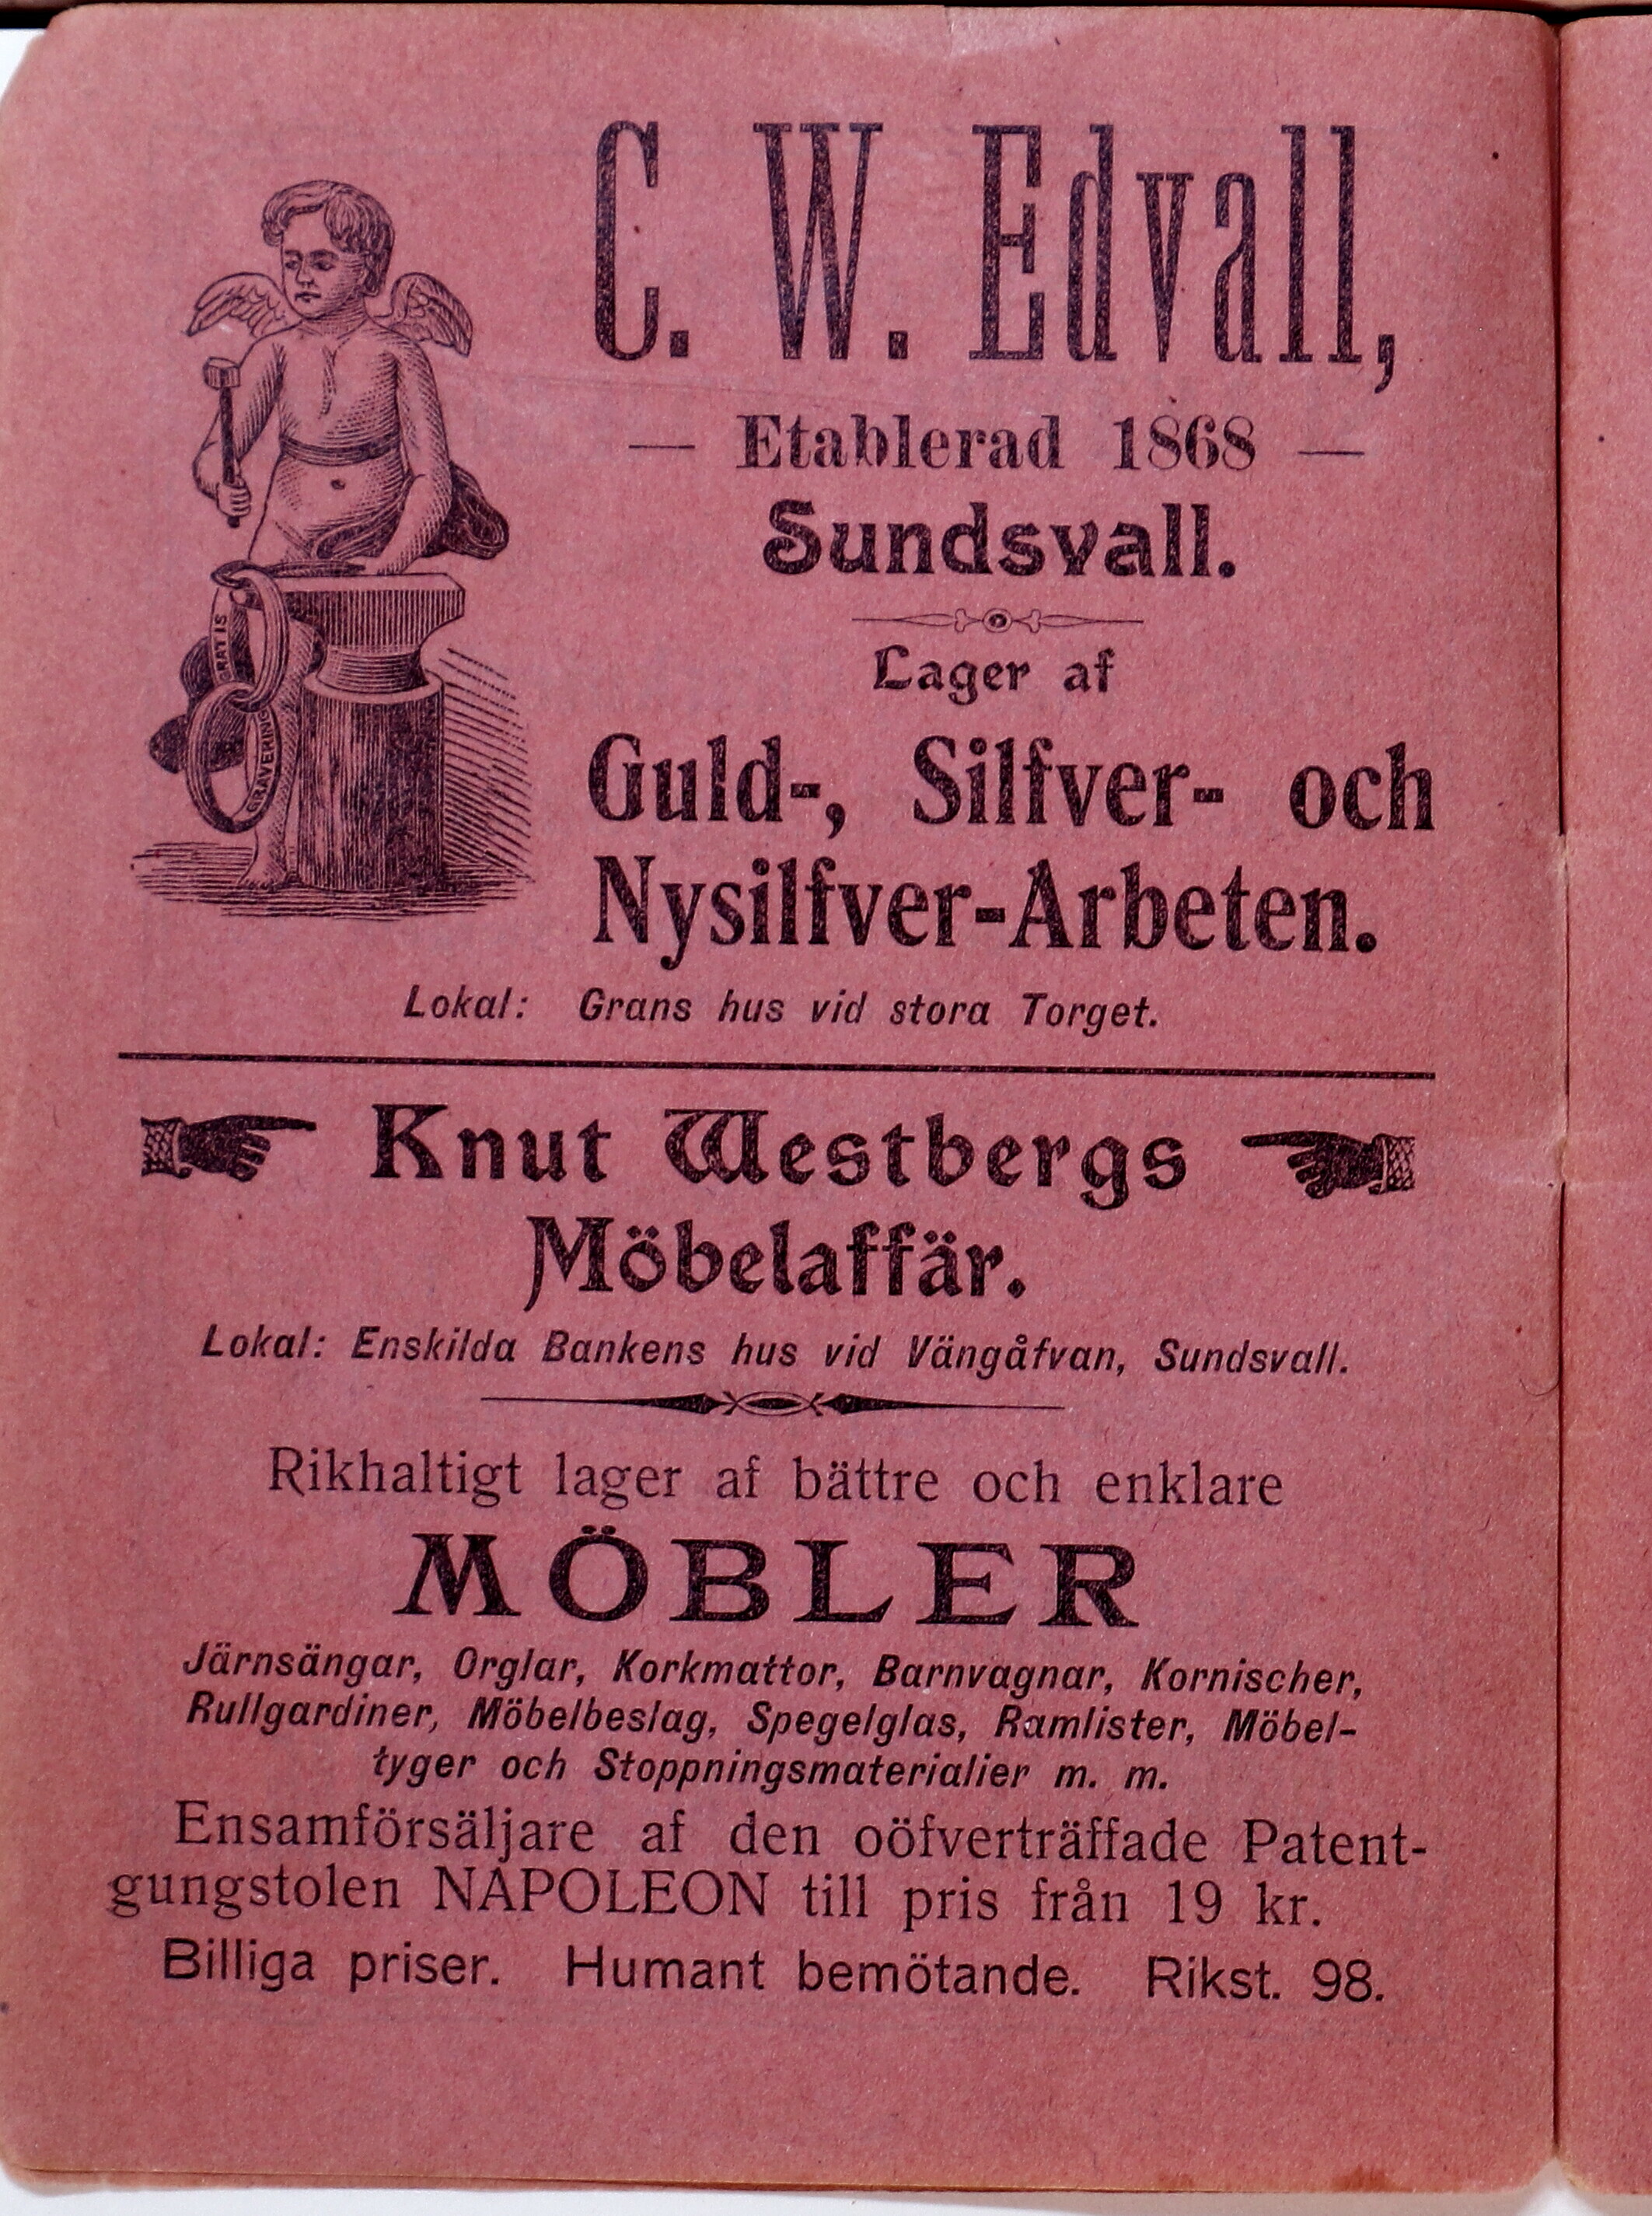 C. W. Edvall,
— Etablerad 1868 —
Sundsvall.
Lager af
Guld-, Silfver- och
Nysilfver-Arbeten.
RATIS
GRAVERING
Lokal: Grans hus vid stora Torget.
Knut Westbergs
Möbelaffär.
Lokal: Enskilda Bankens hus vid Vängåfvan, Sundsvall.
Rikhaltigt lager af bättre och enklare
MÖBLER
Järnsängar, Orglar, Korkmattor, Barnvagnar, Kornischer,
Rullgardiner, Möbelbeslag, Spegelglas, Ramlister, Möbel-
tyger och Stoppningsmaterialier m. m.
Ensamförsäljare af den oöfverträffade Patent-
gungstolen NAPOLEON till pris från 19 kr.
Billiga priser. Humant bemötande. Rikst. 98.